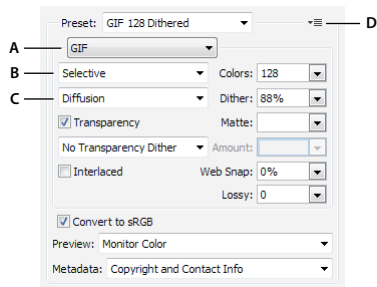 Preset: GIF 128 Dithered D
A GIF
B Selective Colors: 128
C Diffusion Dither: 88%
Transparency Matte:
No Transparency Dither Amount:
Interlaced Web Snap: 0%
Lossy: 0
Convert to sRGB
Preview: Monitor Color
Metadata: Copyright and Contact Info